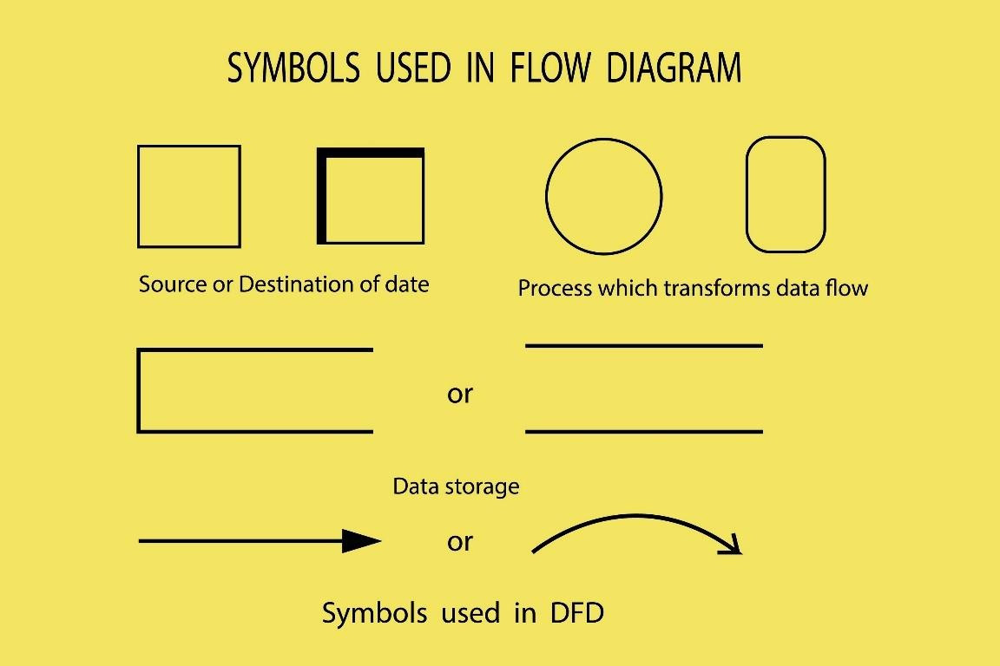 SYMBOLS USED IN FLOW DIAGRAM
Source or Destination of date
Process which transforms data flow
or
Data storage
or
Symbols used in DFD